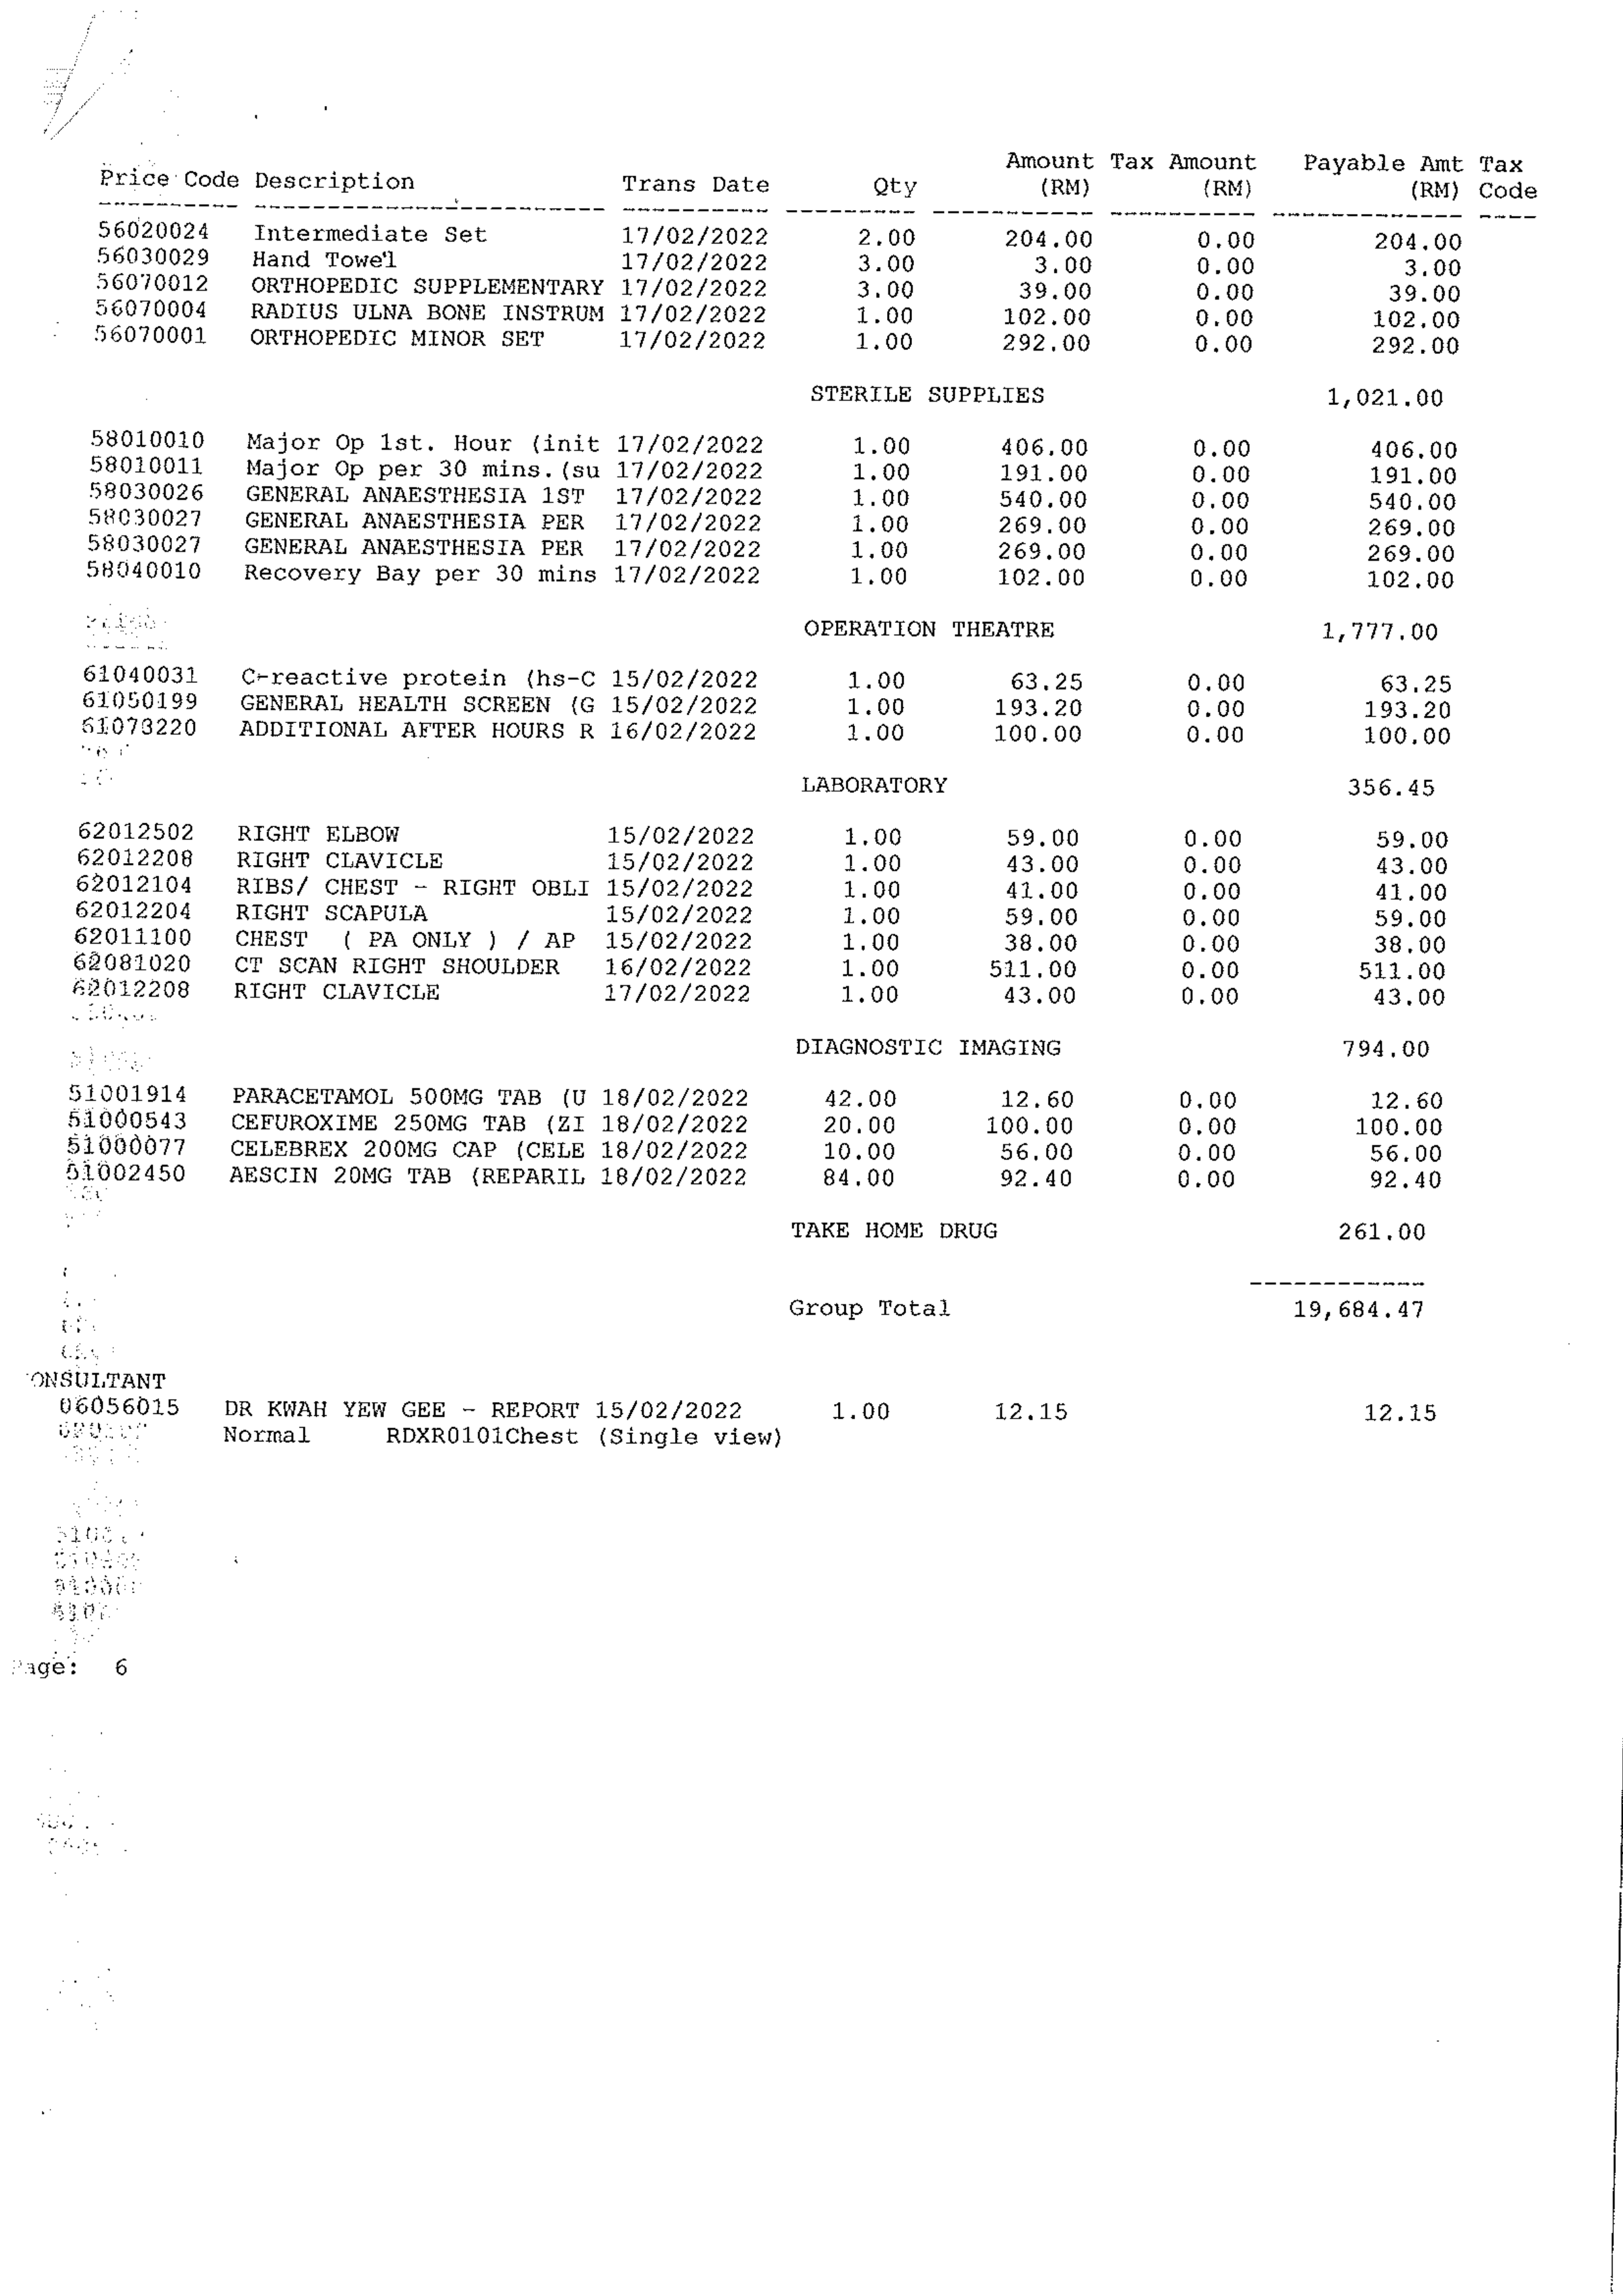 Amount Tax Amount Payable Amt Tax
Price Code Description Trans Date Qty (RM) (RM) (RM) Code
56020024 Intermediate Set 17/02/2022 2.00 204.00 0.00 204.00
56030029 Hand Towel 17/02/2022 3.00 3.00 0.00 3.00
56070012 ORTHOPEDIC SUPPLEMENTARY 17/02/2022 3.00 39.00 0.00 39.00
56070004 RADIUS ULNA BONE INSTRUM 17/02/2022 1.00 102.00 0.00 102.00
56070001 ORTHOPEDIC MINOR SET 17/02/2022 1.00 292.00 0.00 292.00
STERILE SUPPLIES 1,021.00
58010010 Major Op 1st. Hour (init 17/02/2022 1.00 406.00 0.00 406.00
58010011 Major Op per 30 mins.(su 17/02/2022 1.00 191.00 0.00 191.00
58030026 GENERAL ANAESTHESIA 1ST 17/02/2022 1.00 540.00 0.00 540.00
58030027 GENERAL ANAESTHESIA PER 17/02/2022 1.00 269.00 0.00 269.00
58030027 GENERAL ANAESTHESIA PER 17/02/2022 1.00 269.00 0.00 269.00
58040010 Recovery Bay per 30 mins 17/02/2022 1.00 102.00 0.00 102.00
OPERATION THEATRE 1,777.00
61040031 C-reactive protein (hs-C 15/02/2022 1.00 63.25 0.00 63.25
61050199 GENERAL HEALTH SCREEN (G 15/02/2022 1.00 193.20 0.00 193.20
61073220 ADDITIONAL AFTER HOURS R 16/02/2022 1.00 100.00 0.00 100.00
LABORATORY 356.45
62012502 RIGHT ELBOW 15/02/2022 1.00 59.00 0.00 59.00
62012208 RIGHT CLAVICLE 15/02/2022 1.00 43.00 0.00 43.00
62012104 RIBS/ CHEST - RIGHT OBLI 15/02/2022 1.00 41.00 0.00 41.00
62012204 RIGHT SCAPULA 15/02/2022 1.00 59.00 0.00 59.00
62011100 CHEST ( PA ONLY ) / AP 15/02/2022 1.00 38.00 0.00 38.00
62081020 CT SCAN RIGHT SHOULDER 16/02/2022 1.00 511.00 0.00 511.00
62012208 RIGHT CLAVICLE 17/02/2022 1.00 43.00 0.00 43.00
DIAGNOSTIC IMAGING 794.00
51001914 PARACETAMOL 500MG TAB (U 18/02/2022 42.00 12.60 0.00 12.60
51000543 CEFUROXIME 250MG TAB (ZI 18/02/2022 20.00 100.00 0.00 100.00
51000077 CELEBREX 200MG CAP (CELE 18/02/2022 10.00 56.00 0.00 56.00
51002450 AESCIN 20MG TAB (REPARIL 18/02/2022 84.00 92.40 0.00 92.40
TAKE HOME DRUG 261.00
Group Total 19,684.47
ONSULTANT
06056015 DR KWAH YEW GEE - REPORT 15/02/2022 1.00 12.15 12.15
Normal RDXR0101Chest (Single view)
Page: 6